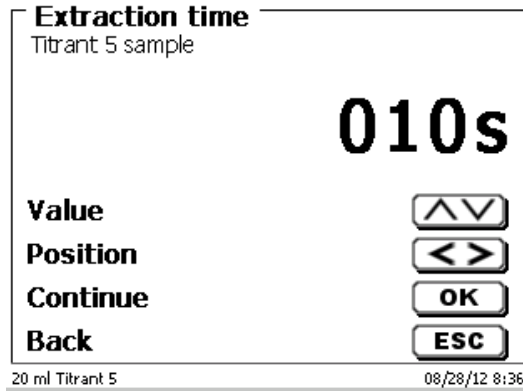 Extraction time
Titrant 5 sample
010s
Value
Position
Continue OK
Back ESC
20 ml Titrant 5 08/28/12 8:36